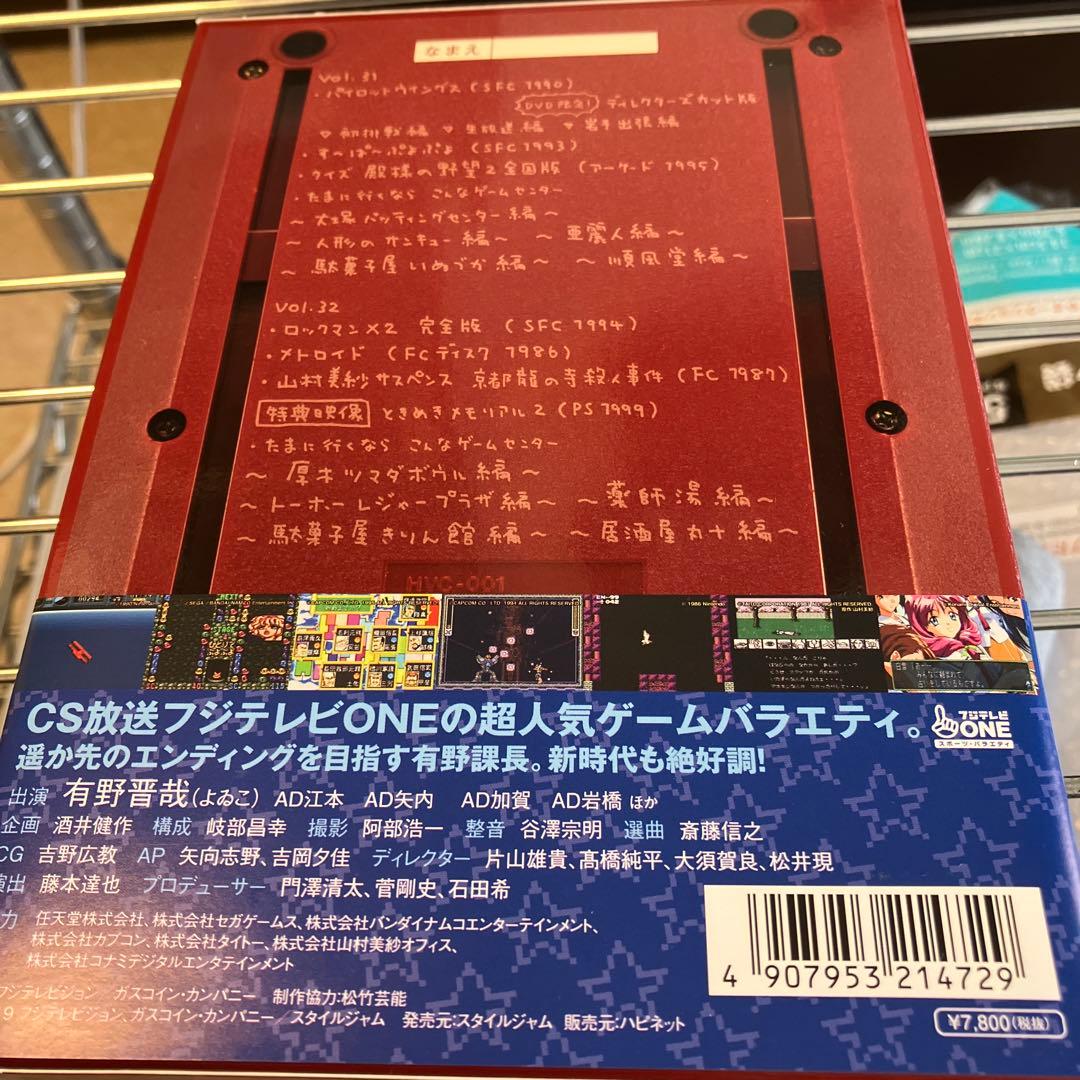 なまえ
Vol. 31
・パイロットウイングス (SFC 1990)
DVD限定! ディレクターズカット版
♡初挑戦編 ♡生放送編 ♡岩手出張編
・すーぱーぷよぷよ (SFC 1993)
・クイズ 殿様の野望2 全国版 (アーケード 1995)
・たまに行くなら こんなゲームセンター
～大塚バッティングセンター編～
～人形のオンキュー編～ ～亜麗人編～
～駄菓子屋いぬづか編～ ～順風堂編～
Vol. 32
・ロックマンX2 完全版 (SFC 1994)
・メトロイド (FCディスク 1986)
・山村美紗サスペンス 京都龍の寺殺人事件 (FC 1987)
特典映像 ときめきメモリアル2 (PS 1999)
・たまに行くなら こんなゲームセンター
～厚木ツマダボウル編～
～トーホーレジャープラザ編～ ～薬師湯編～
～駄菓子屋きりん館編～ ～居酒屋丸十編～
HVC-001
CS放送フジテレビONEの超人気ゲームバラエティ。
フジテレビ
ONE
スポーツ・バラエティ
遥か先のエンディングを目指す有野課長。新時代も絶好調!
出演 有野晋哉(よゐこ) AD江本 AD矢内 AD加賀 AD岩橋 ほか
企画 酒井健作 構成 岐部昌幸 撮影 阿部浩一 整音 谷澤宗明 選曲 斎藤信之
CG 吉野広教 AP 矢向志野、吉岡夕佳 ディレクター 片山雄貴、髙橋純平、大須賀良、松井現
演出 藤本達也 プロデューサー 門澤清太、菅剛史、石田希
力 任天堂株式会社、株式会社セガゲームス、株式会社バンダイナムコエンターテインメント、
株式会社カプコン、株式会社タイトー、株式会社山村美紗オフィス、
株式会社コナミデジタルエンタテインメント
フジテレビジョン ガスコイン・カンパニー 制作協力:松竹芸能
9 フジテレビジョン、ガスコイン・カンパニー/スタイルジャム 発売元:スタイルジャム 販売元:ハピネット
4 907953 214729
¥7,800(税抜)